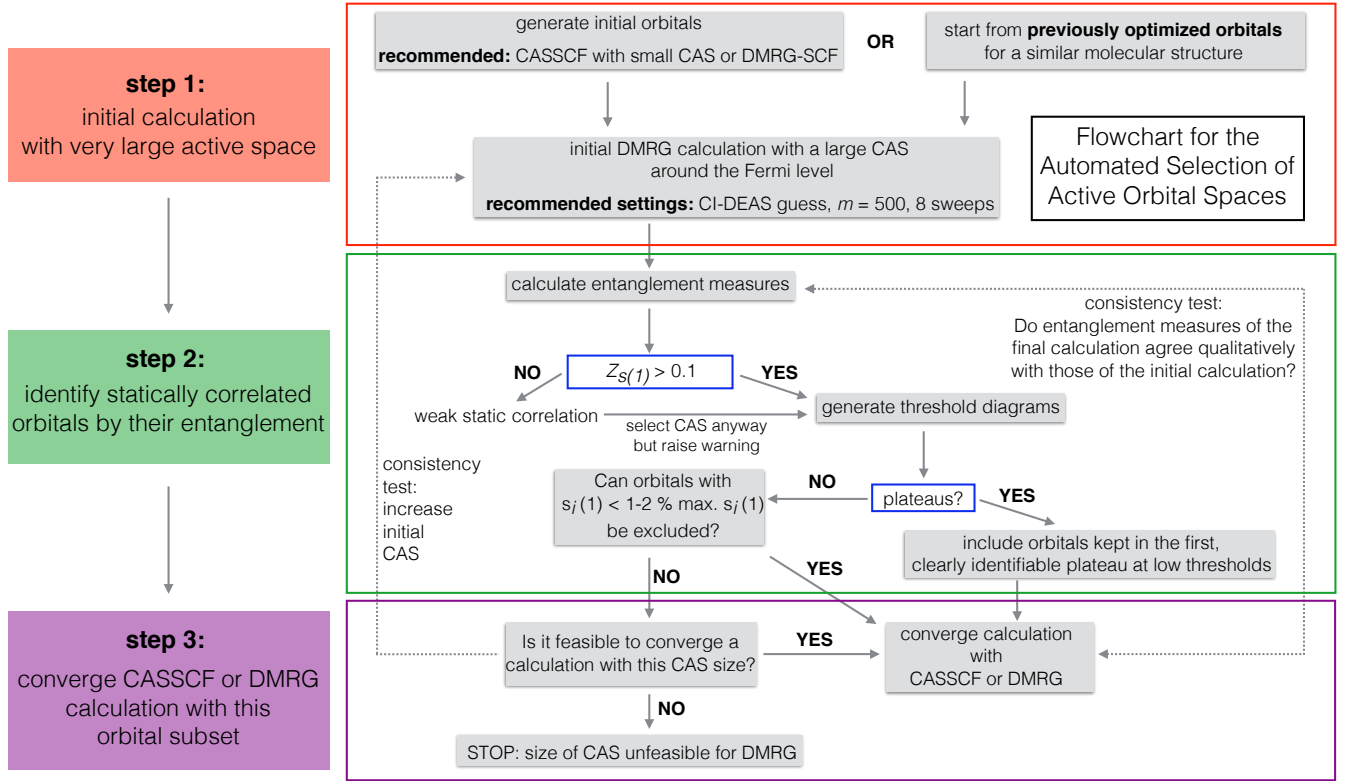 step 1:
initial calculation
with very large active space
step 2:
identify statically correlated
orbitals by their entanglement
step 3:
converge CASSCF or DMRG
calculation with this
orbital subset
generate initial orbitals
recommended: CASSCF with small CAS or DMRG-SCF
OR
start from previously optimized orbitals
for a similar molecular structure
initial DMRG calculation with a large CAS
around the Fermi level
recommended settings: CI-DEAS guess, m = 500, 8 sweeps
Flowchart for the
Automated Selection of
Active Orbital Spaces
calculate entanglement measures
consistency test:
Do entanglement measures of the
final calculation agree qualitatively
with those of the initial calculation?
NO
Zs(1) > 0.1
YES
weak static correlation
select CAS anyway
but raise warning
generate threshold diagrams
consistency
test:
increase
initial
CAS
Can orbitals with
si(1) < 1-2 % max. si(1)
be excluded?
NO
plateaus?
YES
include orbitals kept in the first,
clearly identifiable plateau at low thresholds
NO
YES
Is it feasible to converge a
calculation with this CAS size?
YES
converge calculation
with
CASSCF or DMRG
NO
STOP: size of CAS unfeasible for DMRG